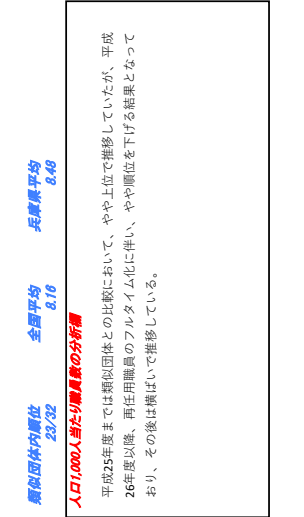 類似団体内順位 全国平均 兵庫県平均
23/32 8.16 8.48
人口1,000人当たり職員数の分析欄
平成25年度までは類似団体との比較において、やや上位で推移していたが、平成
26年度以降、再任用職員のフルタイム化に伴い、やや順位を下げる結果となって
おり、その後は横ばいで推移している。